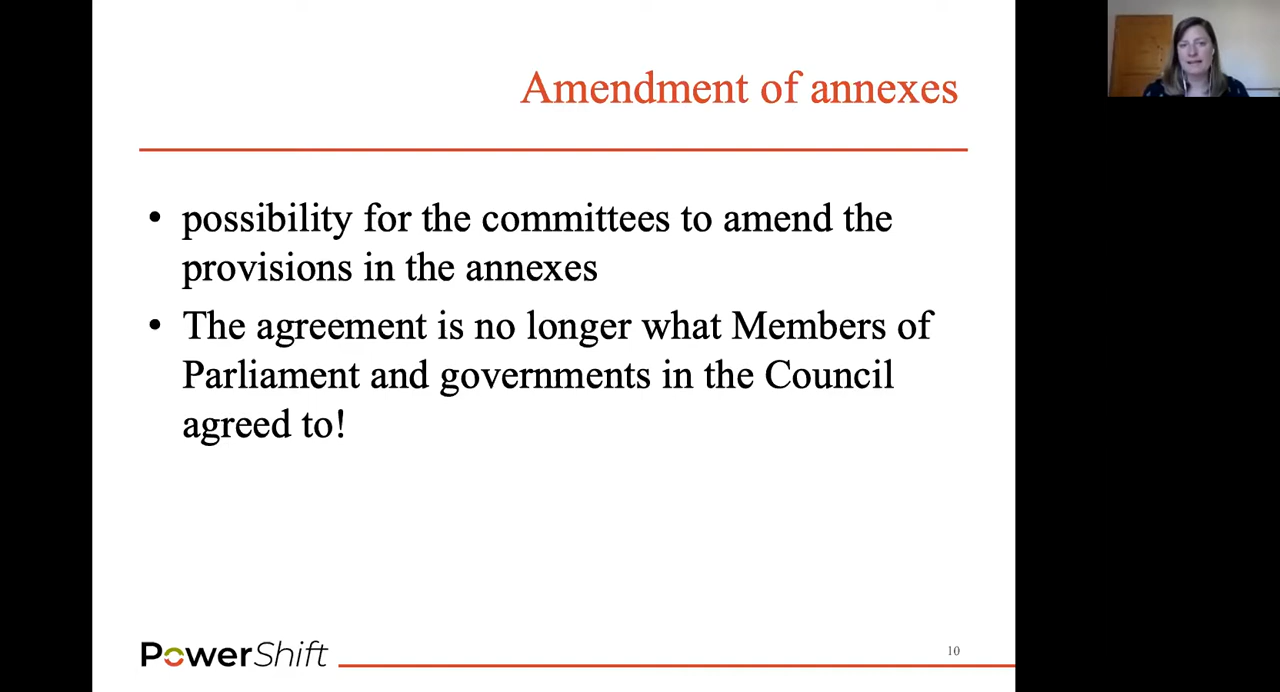 Amendment of annexes
• possibility for the committees to amend the
provisions in the annexes
• The agreement is no longer what Members of
Parliament and governments in the Council
agreed to!
PowerShift
10